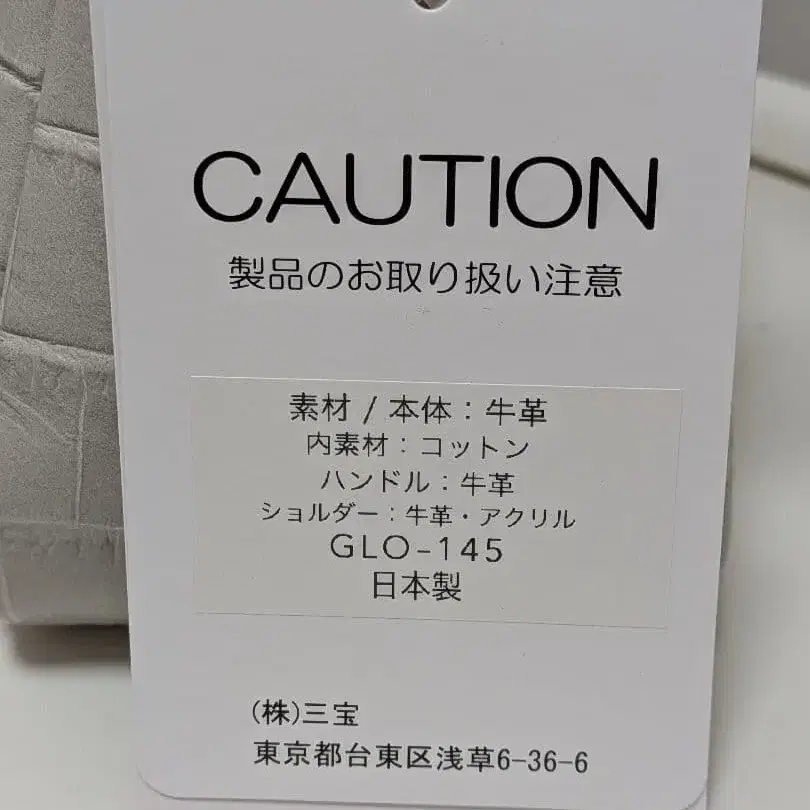 CAUTION
製品のお取り扱い注意
素材 / 本体：牛革
内素材：コットン
ハンドル：牛革
ショルダー：牛革・アクリル
GLO-145
日本製
(株)三宝
東京都台東区浅草6-36-6